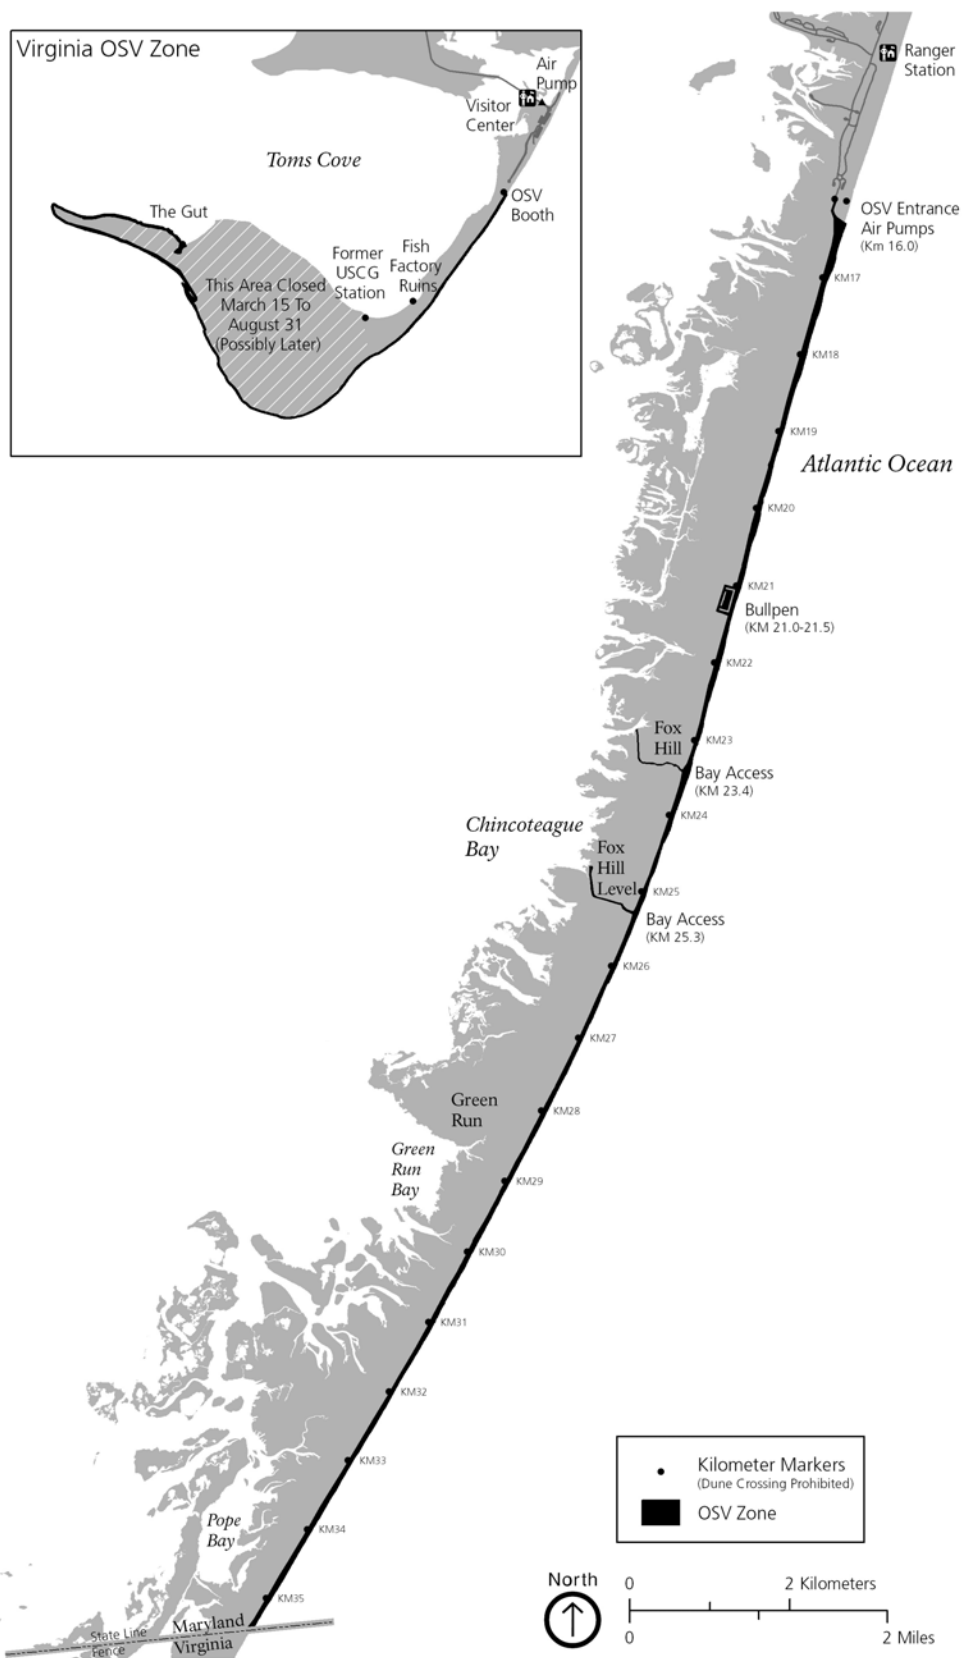 Virginia OSV Zone
Air
Pump
Visitor
Center
Toms Cove
OSV
Booth
The Gut
Former
USCG
Station
Fish
Factory
Ruins
This Area Closed
March 15 To
August 31
(Possibly Later)
Ranger
Station
OSV Entrance
Air Pumps
(Km 16.0)
KM17
KM18
KM19
Atlantic Ocean
KM20
KM21
Bullpen
(KM 21.0-21.5)
KM22
Fox
Hill
KM23
Bay Access
(KM 23.4)
KM24
Chincoteague
Bay
Fox
Hill
Level
KM25
Bay Access
(KM 25.3)
KM26
KM27
Green
Run
KM28
Green
Run
Bay
KM29
KM30
KM31
KM32
KM33
Pope
Bay
KM34
KM35
State Line
Fence
Maryland
Virginia
Kilometer Markers
(Dune Crossing Prohibited)
OSV Zone
North
0 2 Kilometers
0 2 Miles